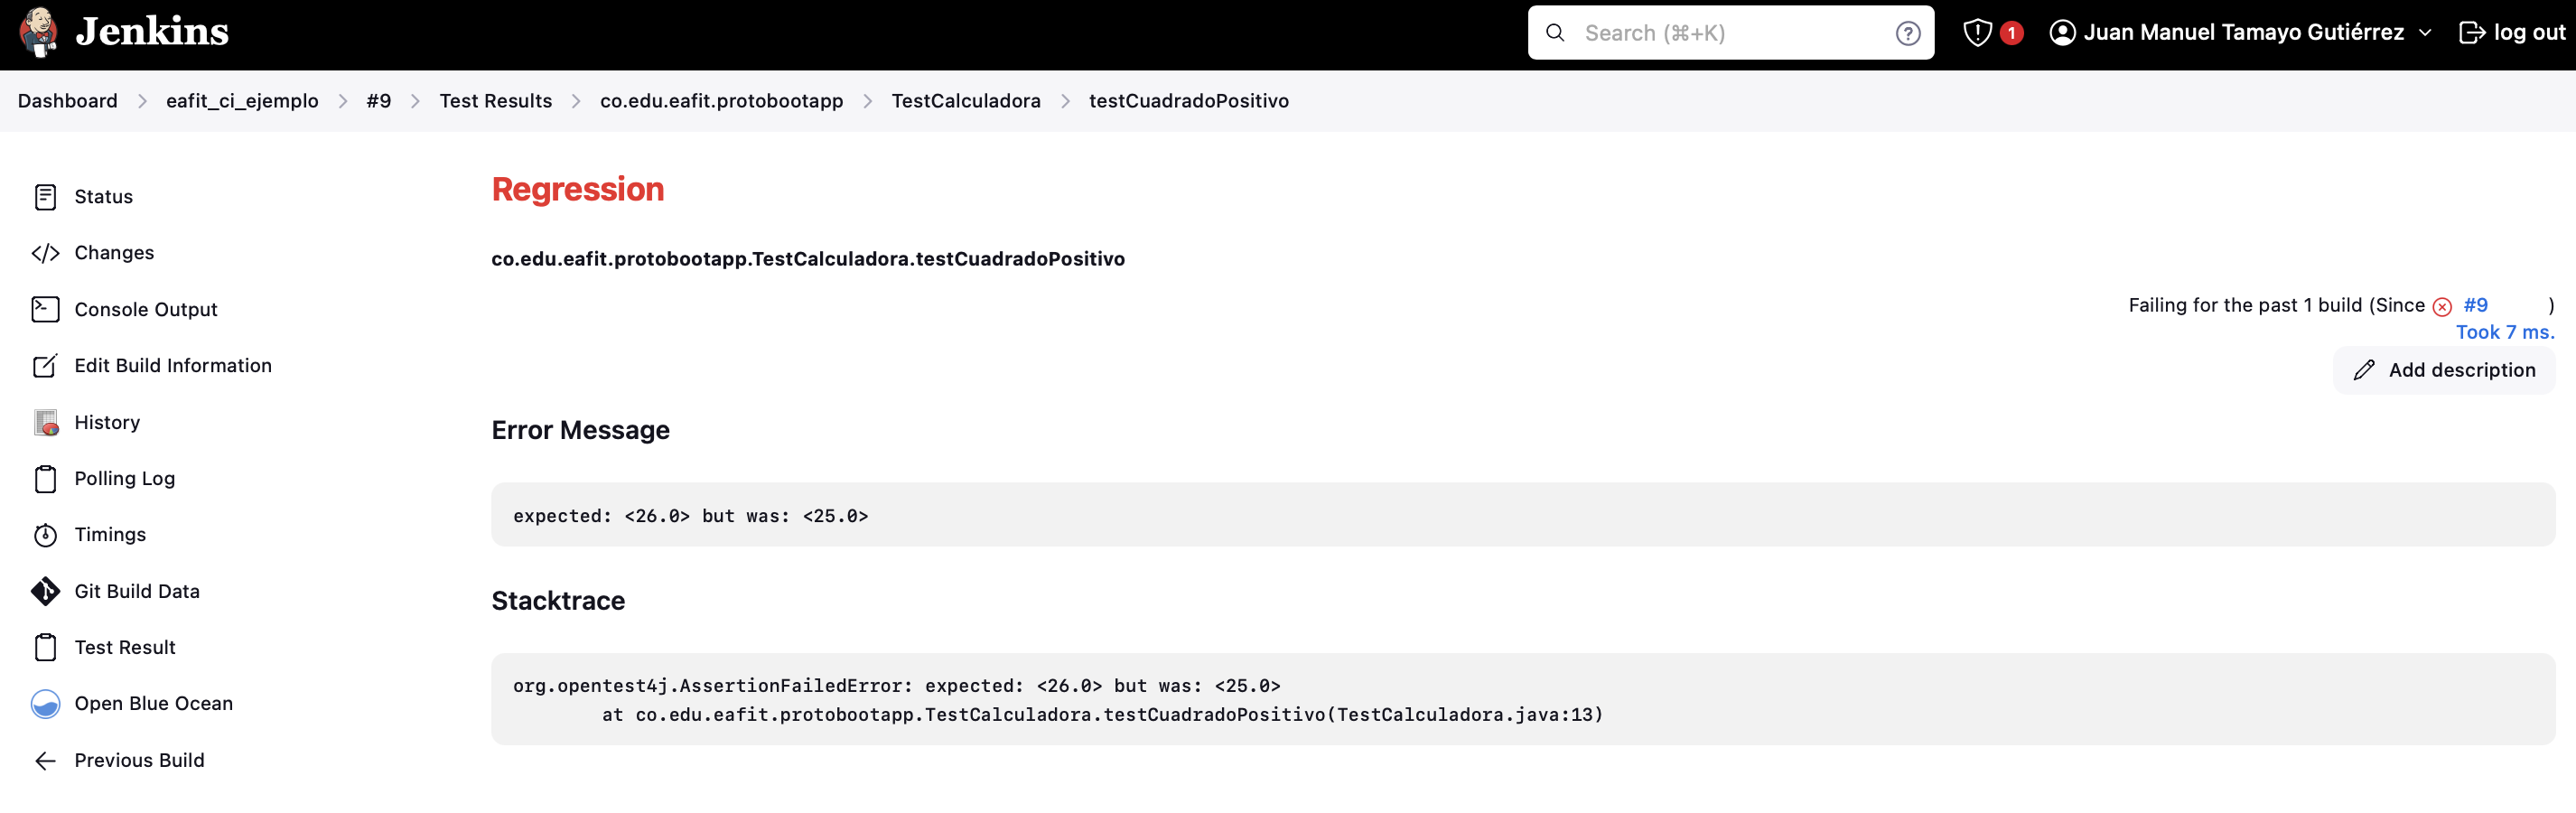 Jenkins
Search (⌘+K)
1
Juan Manuel Tamayo Gutiérrez
log out
Dashboard
eafit_ci_ejemplo
#9
Test Results
co.edu.eafit.protobootapp
TestCalculadora
testCuadradoPositivo
Status
Changes
Console Output
Edit Build Information
History
Polling Log
Timings
Git Build Data
Test Result
Open Blue Ocean
Previous Build
Regression
co.edu.eafit.protobootapp.TestCalculadora.testCuadradoPositivo
Failing for the past 1 build (Since #9 )
Took 7 ms.
Add description
Error Message
expected: <26.0> but was: <25.0>
Stacktrace
org.opentest4j.AssertionFailedError: expected: <26.0> but was: <25.0>
at co.edu.eafit.protobootapp.TestCalculadora.testCuadradoPositivo(TestCalculadora.java:13)